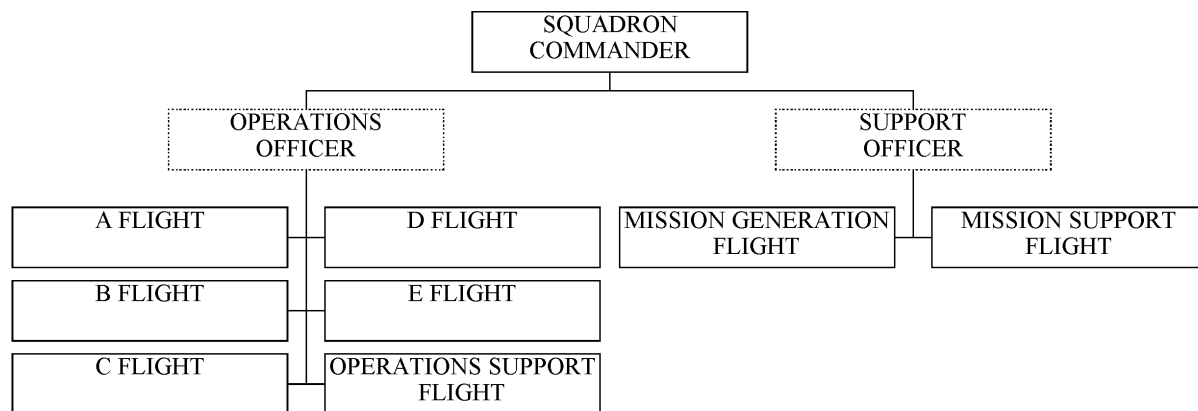 SQUADRON
COMMANDER
OPERATIONS
OFFICER
SUPPORT
OFFICER
A FLIGHT
D FLIGHT
MISSION GENERATION
FLIGHT
MISSION SUPPORT
FLIGHT
B FLIGHT
E FLIGHT
C FLIGHT
OPERATIONS SUPPORT
FLIGHT